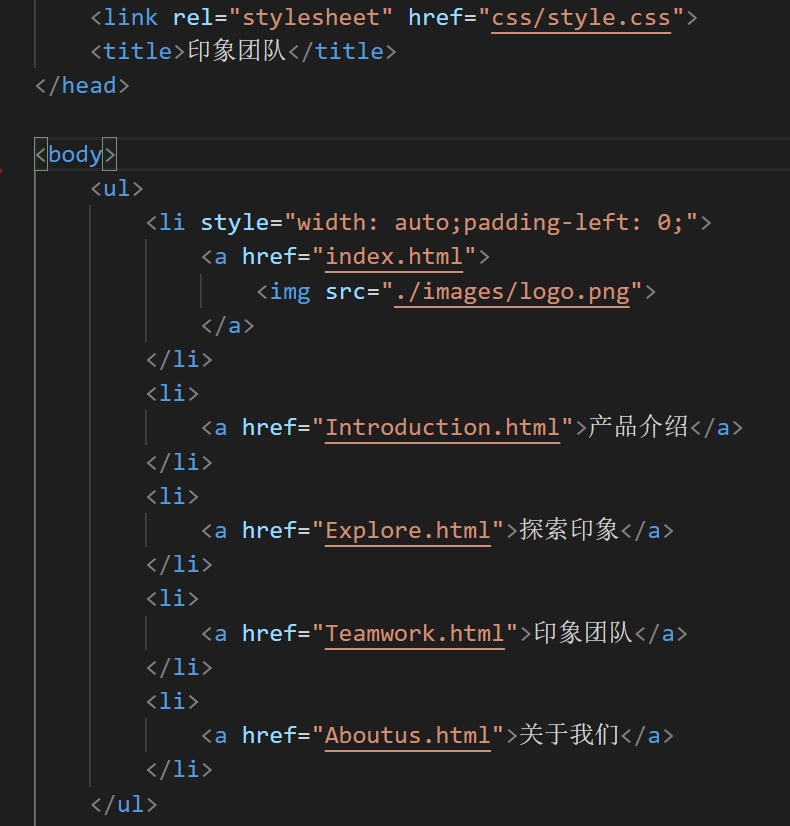 <link rel="stylesheet" href="css/style.css">
<title>印象团队</title>
</head>
<body>
<ul>
<li style="width: auto;padding-left: 0;">
<a href="index.html">
<img src="./images/logo.png">
</a>
</li>
<li>
<a href="Introduction.html">产品介绍</a>
</li>
<li>
<a href="Explore.html">探索印象</a>
</li>
<li>
<a href="Teamwork.html">印象团队</a>
</li>
<li>
<a href="Aboutus.html">关于我们</a>
</li>
</ul>